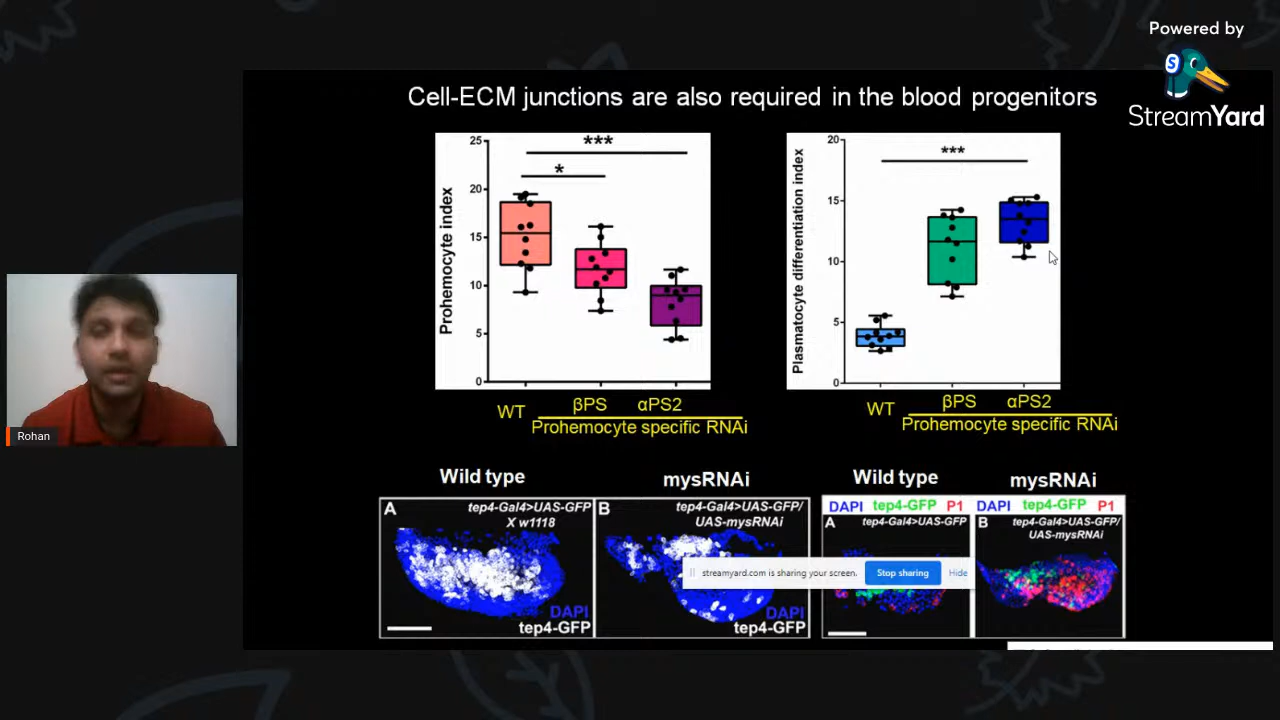 Powered by
S
StreamYard
Cell-ECM junctions are also required in the blood progenitors
Prohemocyte index
25
20
15
10
5
0
***
*
WT
βPS
αPS2
Prohemocyte specific RNAi
Plasmatocyte differentiation index
20
15
10
5
0
***
WT
βPS
αPS2
Prohemocyte specific RNAi
Rohan
Wild type
mysRNAi
A
tep4-Gal4>UAS-GFP
X w1118
DAPI
tep4-GFP
B
tep4-Gal4>UAS-GFP/
UAS-mysRNAi
DAPI
tep4-GFP
Wild type
mysRNAi
DAPI tep4-GFP P1
A
tep4-Gal4>UAS-GFP
DAPI tep4-GFP P1
B
tep4-Gal4>UAS-GFP/
UAS-mysRNAi
streamyard.com is sharing your screen.
Stop sharing
Hide